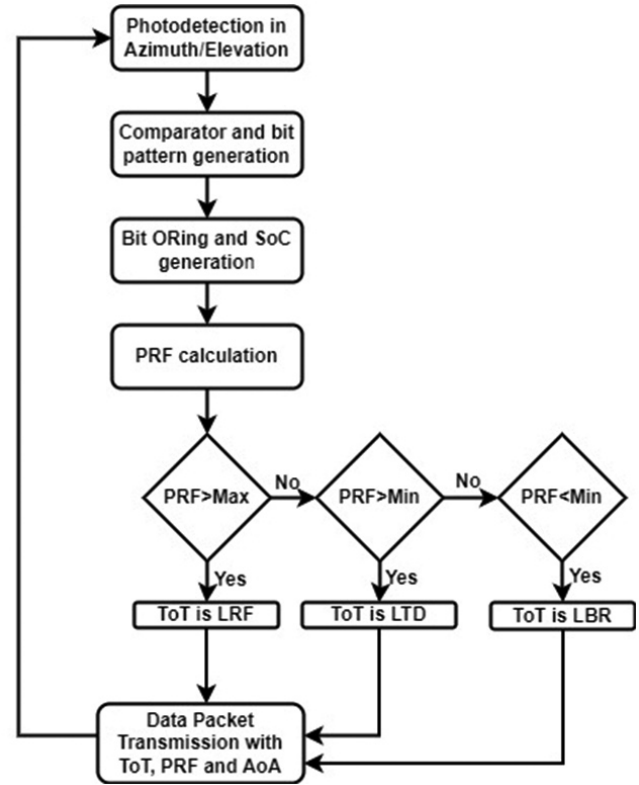 Photodetection in
Azimuth/Elevation
Comparator and bit
pattern generation
Bit ORing and SoC
generation
PRF calculation
PRF>Max
No
PRF>Min
No
PRF<Min
Yes
Yes
Yes
ToT is LRF
ToT is LTD
ToT is LBR
Data Packet
Transmission with
ToT, PRF and AoA